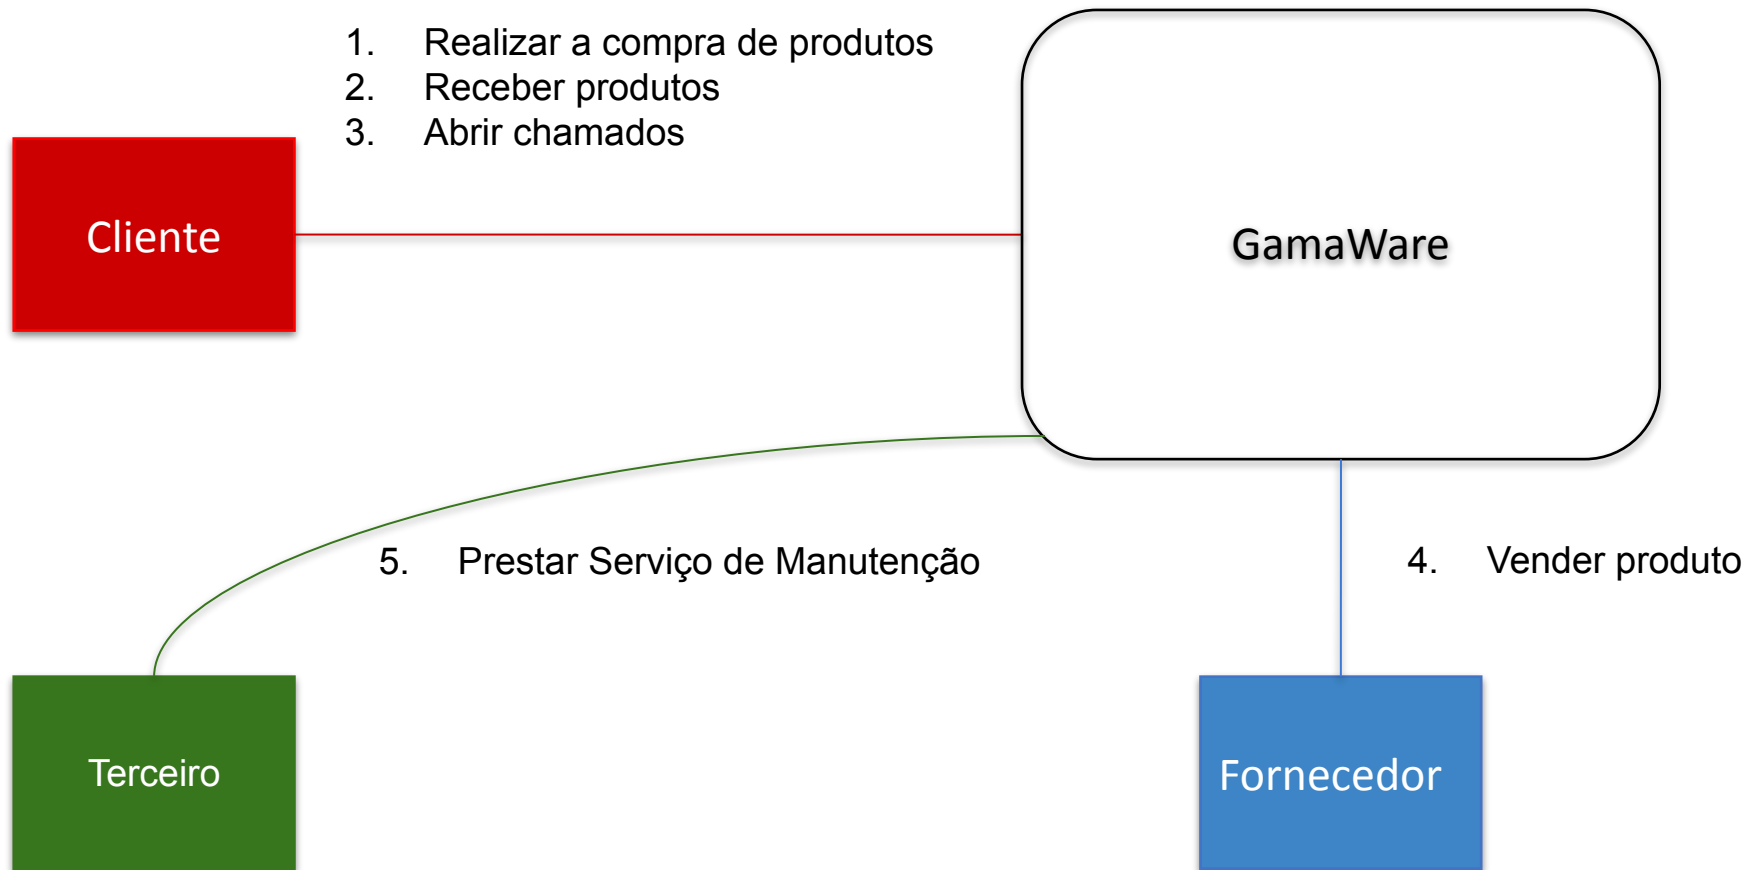 1. Realizar a compra de produtos
2. Receber produtos
3. Abrir chamados
Cliente
GamaWare
5. Prestar Serviço de Manutenção
4. Vender produto
Terceiro
Fornecedor